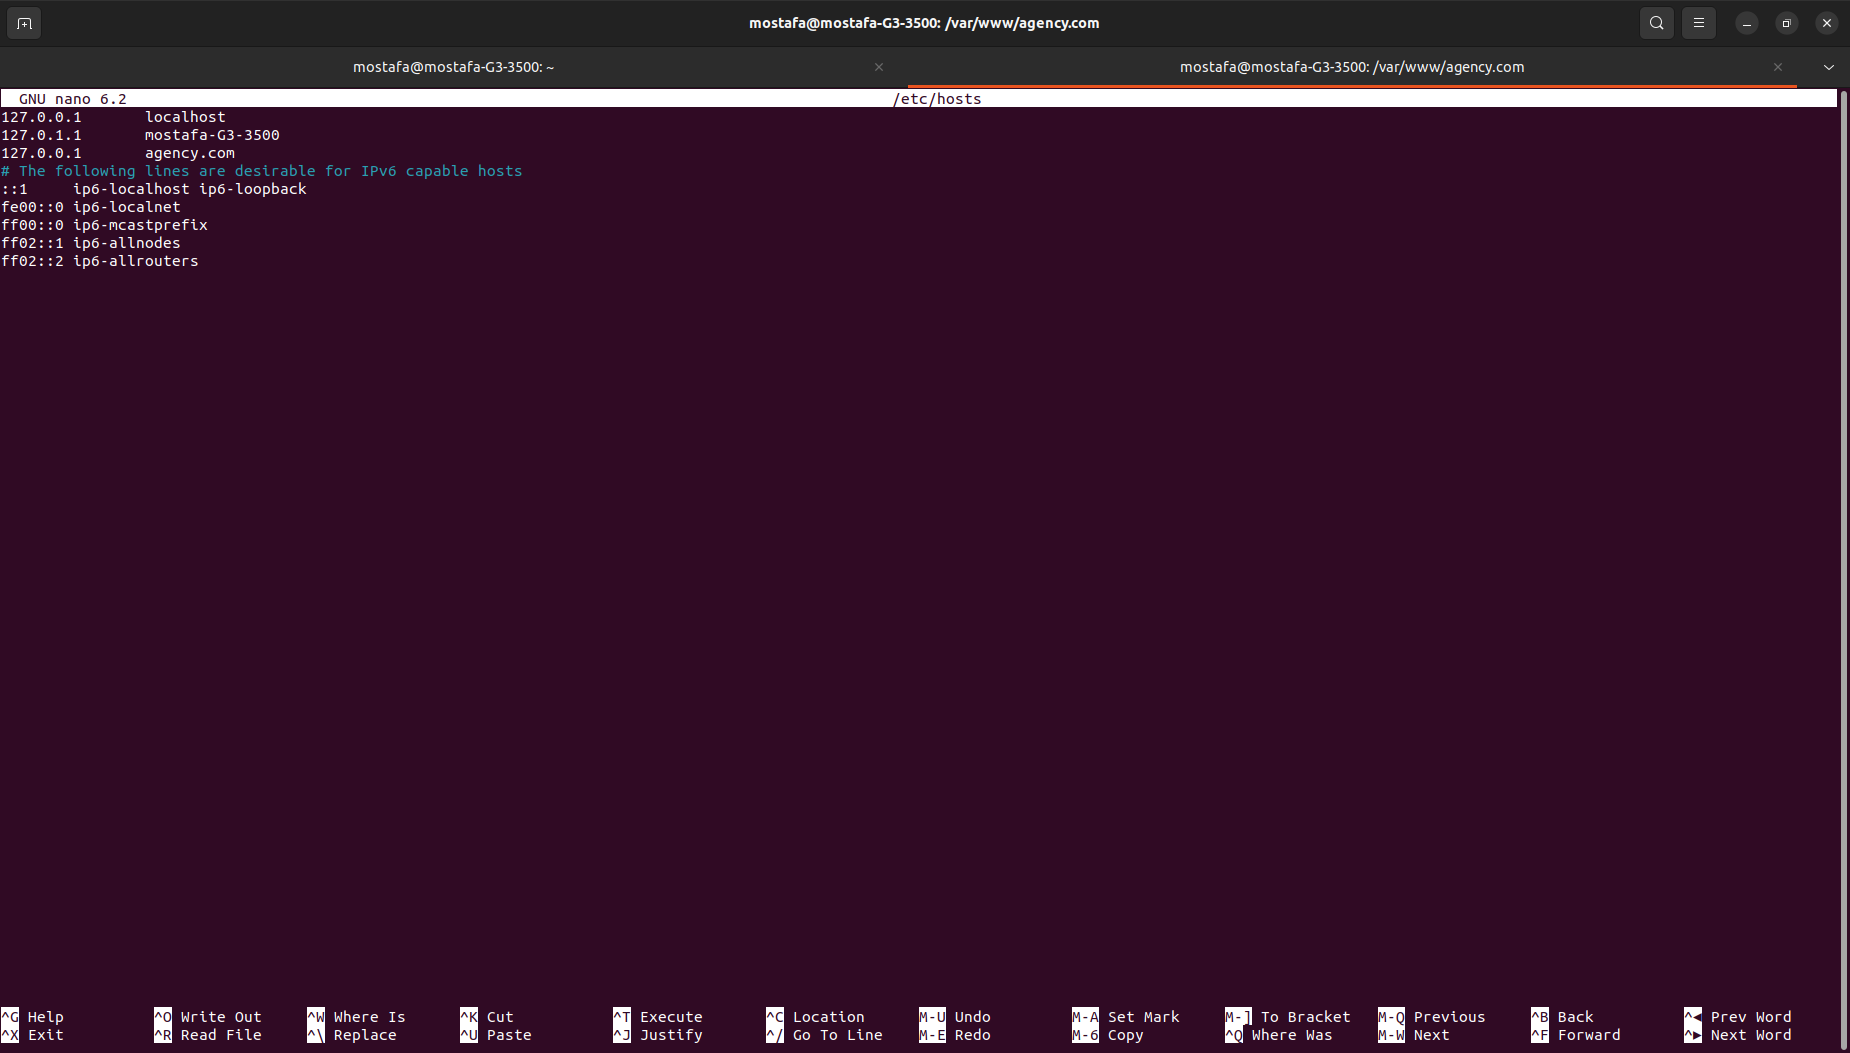 mostafa@mostafa-G3-3500: /var/www/agency.com
mostafa@mostafa-G3-3500: ~
mostafa@mostafa-G3-3500: /var/www/agency.com
GNU nano 6.2 /etc/hosts
127.0.0.1 localhost
127.0.1.1 mostafa-G3-3500
127.0.0.1 agency.com
# The following lines are desirable for IPv6 capable hosts
::1 ip6-localhost ip6-loopback
fe00::0 ip6-localnet
ff00::0 ip6-mcastprefix
ff02::1 ip6-allnodes
ff02::2 ip6-allrouters
^G Help ^O Write Out ^W Where Is ^K Cut ^T Execute ^C Location M-U Undo M-A Set Mark M-] To Bracket M-Q Previous ^B Back ^◄ Prev Word
^X Exit ^R Read File ^\ Replace ^U Paste ^J Justify ^/ Go To Line M-E Redo M-6 Copy ^Q Where Was M-W Next ^F Forward ^► Next Word